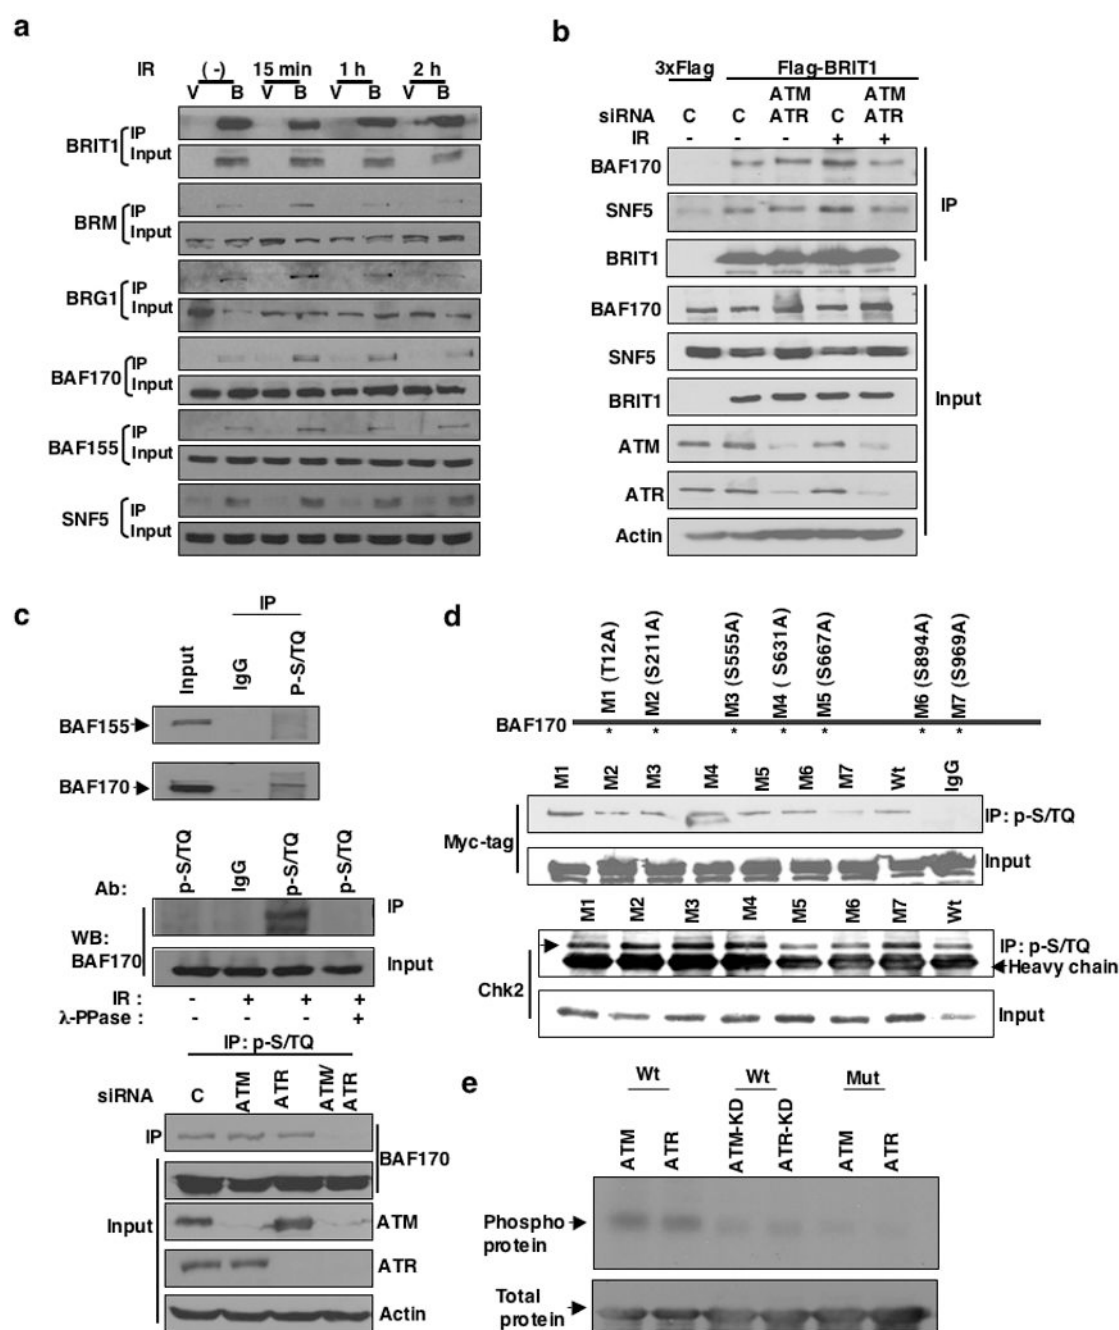 a
IR (-) 15 min 1 h 2 h
V B V B V B V B
BRIT1 IP
Input
BRM IP
Input
BRG1 IP
Input
BAF170 IP
Input
BAF155 IP
Input
SNF5 IP
Input
b
3xFlag Flag-BRIT1
ATM ATM
siRNA C C ATR C ATR
IR - - - + +
BAF170
SNF5
BRIT1
IP
BAF170
SNF5
BRIT1
ATM
ATR
Actin
Input
c
IP
Input IgG P-S/TQ
BAF155
BAF170
Ab: p-S/TQ IgG p-S/TQ p-S/TQ
WB:
BAF170
IP
Input
IR : - + + +
λ-PPase : - - - +
IP: p-S/TQ
siRNA C ATM ATR ATM/ ATR
IP
BAF170
Input
ATM
ATR
Actin
d
M1 (T12A) M2 (S211A) M3 (S555A) M4 ( S631A) M5 (S667A) M6 (S894A) M7 (S969A)
BAF170
* * * * * * *
M1 M2 M3 M4 M5 M6 M7 Wt IgG
Myc-tag
IP: p-S/TQ
Input
M1 M2 M3 M4 M5 M6 M7 Wt
Chk2
IP: p-S/TQ
Heavy chain
Input
e
Wt Wt Mut
ATM ATR ATM-KD ATR-KD ATM ATR
Phospho
protein
Total
protein